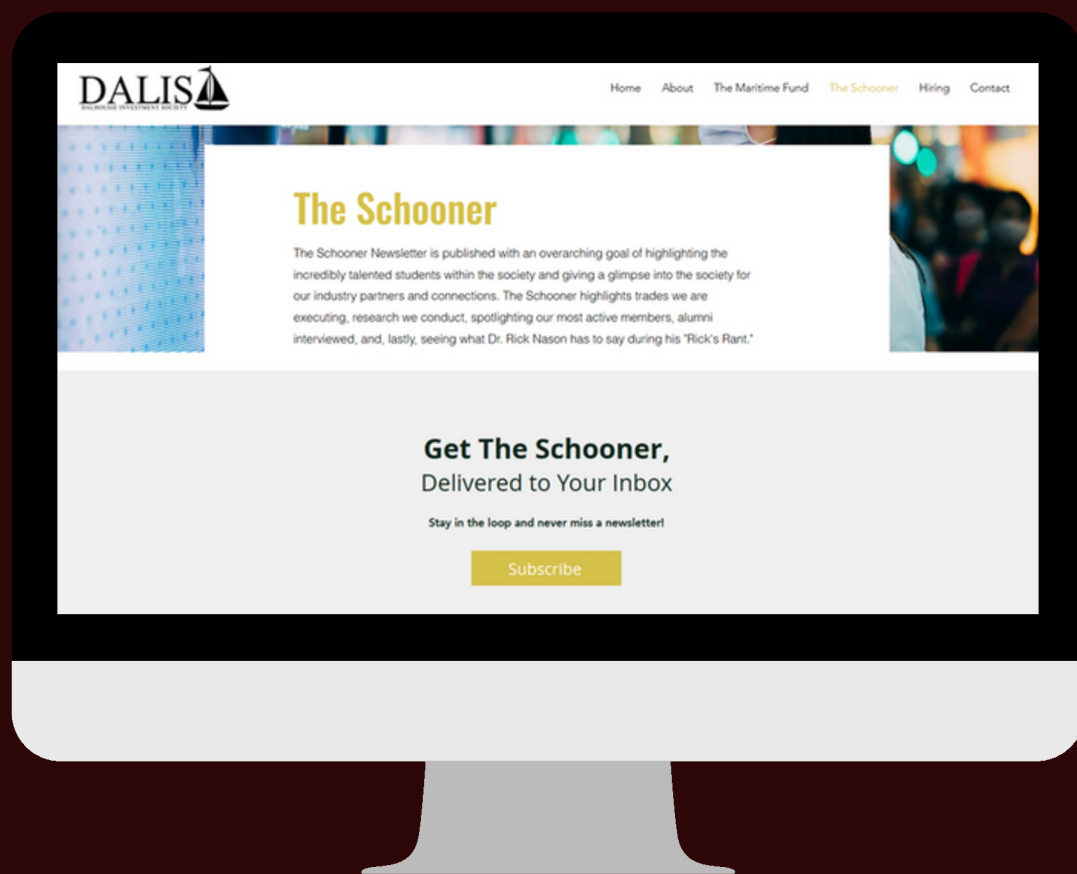 DALIS
DALHOUSIE INVESTMENT SOCIETY
Home About The Maritime Fund The Schooner Hiring Contact
The Schooner
The Schooner Newsletter is published with an overarching goal of highlighting the
incredibly talented students within the society and giving a glimpse into the society for
our industry partners and connections. The Schooner highlights trades we are
executing, research we conduct, spotlighting our most active members, alumni
interviewed, and, lastly, seeing what Dr. Rick Nason has to say during his "Rick's Rant."
Get The Schooner,
Delivered to Your Inbox
Stay in the loop and never miss a newsletter!
Subscribe